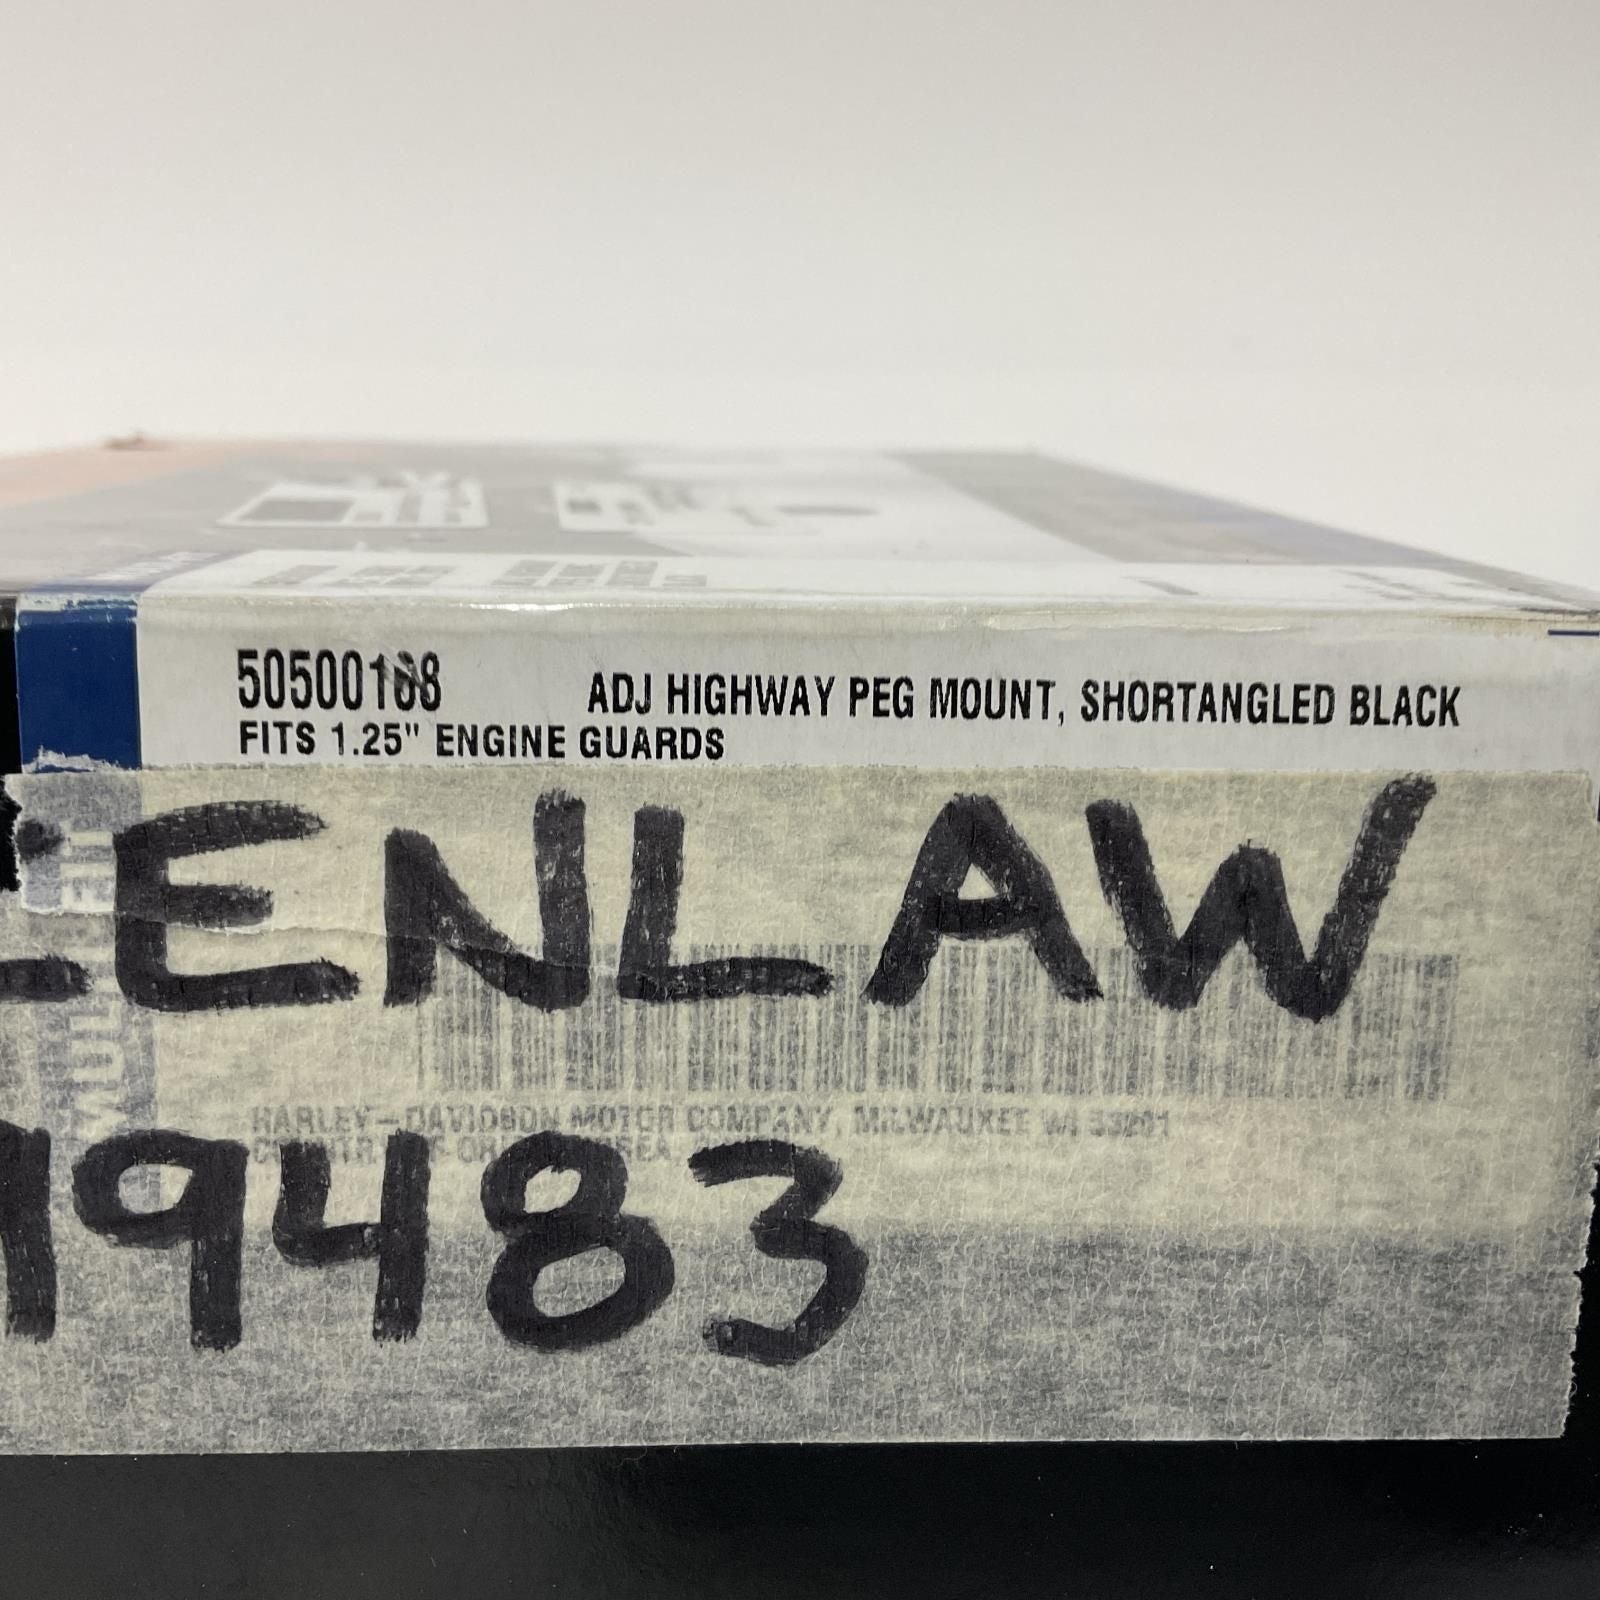 50500168 ADJ HIGHWAY PEG MOUNT, SHORTANGLED BLACK
FITS 1.25" ENGINE GUARDS
ENLAW
HARLEY-DAVIDSON MOTOR COMPANY, MILWAUKEE WI 53201
19483